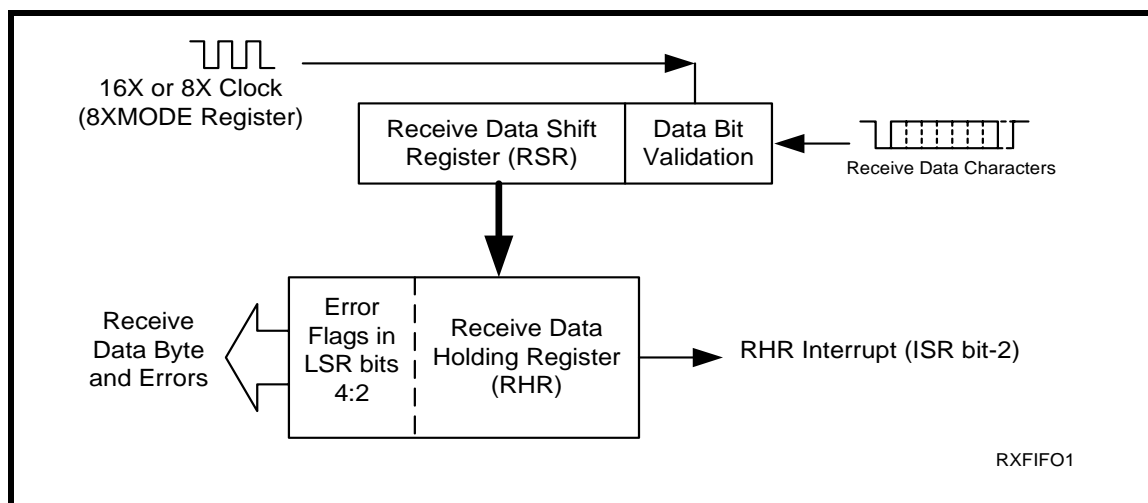 16X or 8X Clock
(8XMODE Register)
Receive Data Shift
Register (RSR)
Data Bit
Validation
Receive Data Characters
Receive
Data Byte
and Errors
Error
Flags in
LSR bits
4:2
Receive Data
Holding Register
(RHR)
RHR Interrupt (ISR bit-2)
RXFIFO1